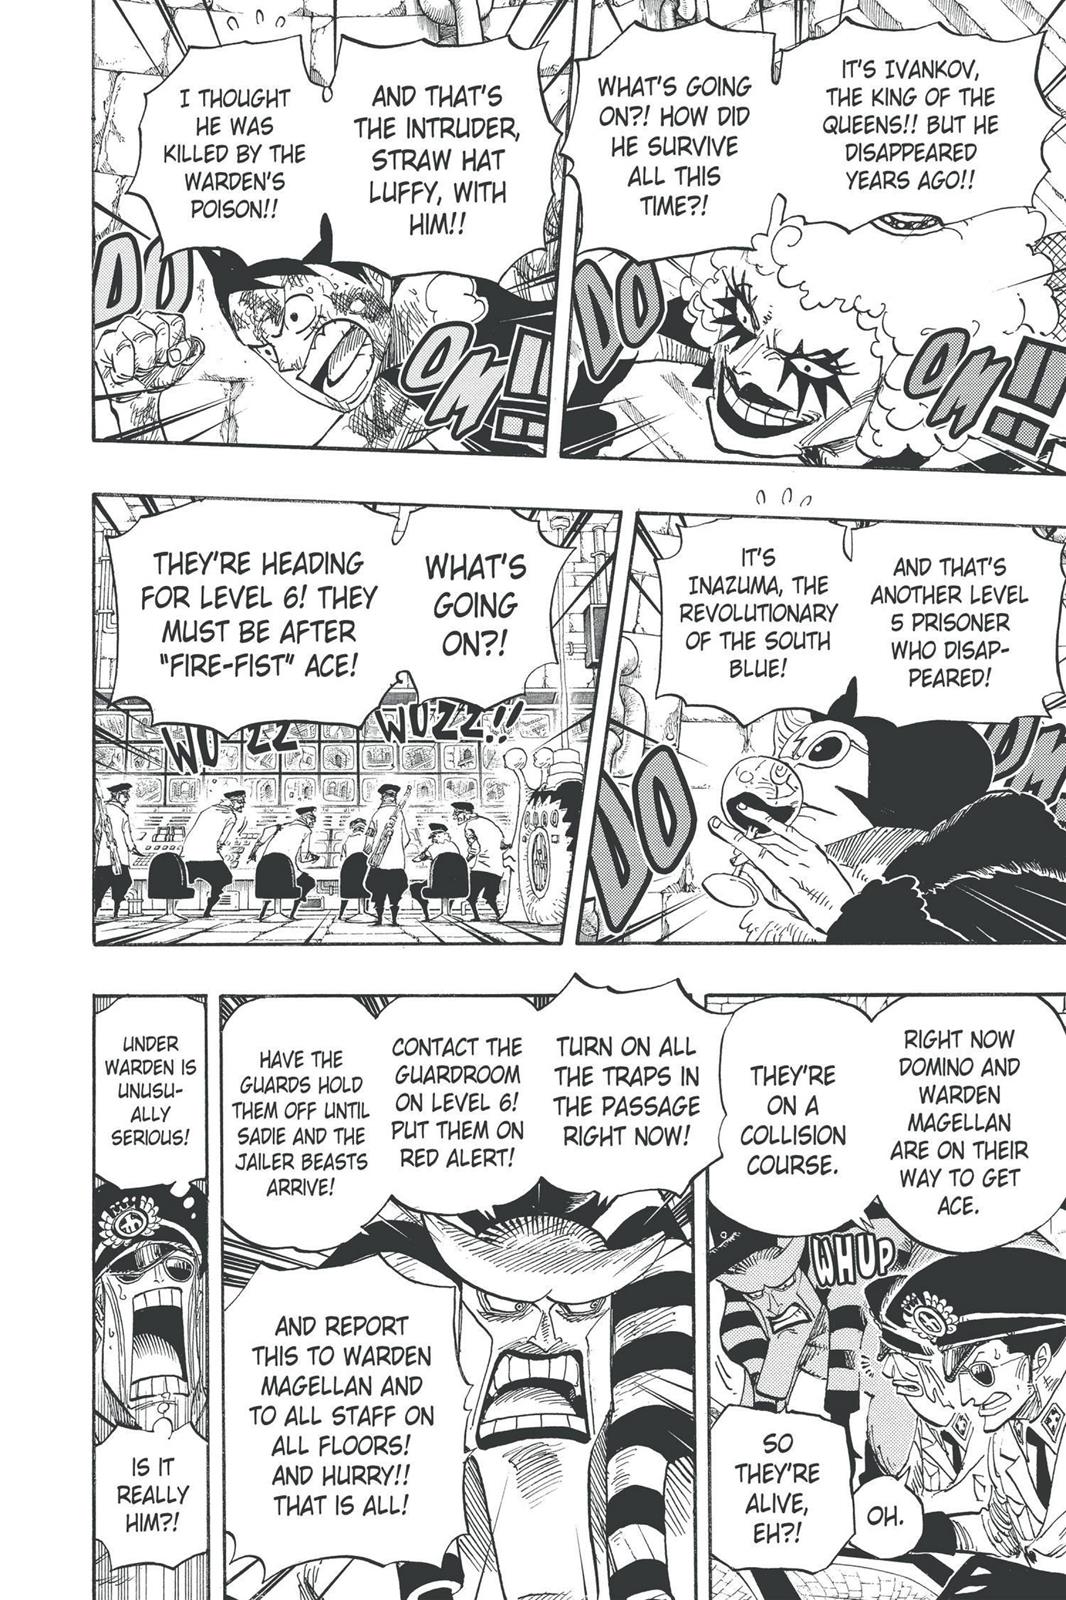 IT'S IVANKOV,
THE KING OF THE
QUEENS!! BUT HE
DISAPPEARED
YEARS AGO!!
WHAT'S GOING
ON?! HOW DID
HE SURVIVE
ALL THIS
TIME?!
DO
OM!!
AND THAT'S
THE INTRUDER,
STRAW HAT
LUFFY, WITH
HIM!!
I THOUGHT
HE WAS
KILLED BY THE
WARDEN'S
POISON!!
DO
OM!!
AND THAT'S
ANOTHER LEVEL
5 PRISONER
WHO DISAP-
PEARED!
IT'S
INAZUMA, THE
REVOLUTIONARY
OF THE SOUTH
BLUE!
DO
OM
WHAT'S
GOING
ON?!
THEY'RE HEADING
FOR LEVEL 6! THEY
MUST BE AFTER
"FIRE-FIST" ACE!
WUZZ
WUZZ!!
RIGHT NOW
DOMINO AND
WARDEN
MAGELLAN
ARE ON THEIR
WAY TO GET
ACE.
THEY'RE
ON A
COLLISION
COURSE.
WHUP
OH.
SO
THEY'RE
ALIVE,
EH?!
TURN ON ALL
THE TRAPS IN
THE PASSAGE
RIGHT NOW!
CONTACT THE
GUARDROOM
ON LEVEL 6!
PUT THEM ON
RED ALERT!
HAVE THE
GUARDS HOLD
THEM OFF UNTIL
SADIE AND THE
JAILER BEASTS
ARRIVE!
AND REPORT
THIS TO WARDEN
MAGELLAN AND
TO ALL STAFF ON
ALL FLOORS!
AND HURRY!!
THAT IS ALL!
UNDER
WARDEN IS
UNUSU-
ALLY
SERIOUS!
IS IT
REALLY
HIM?!